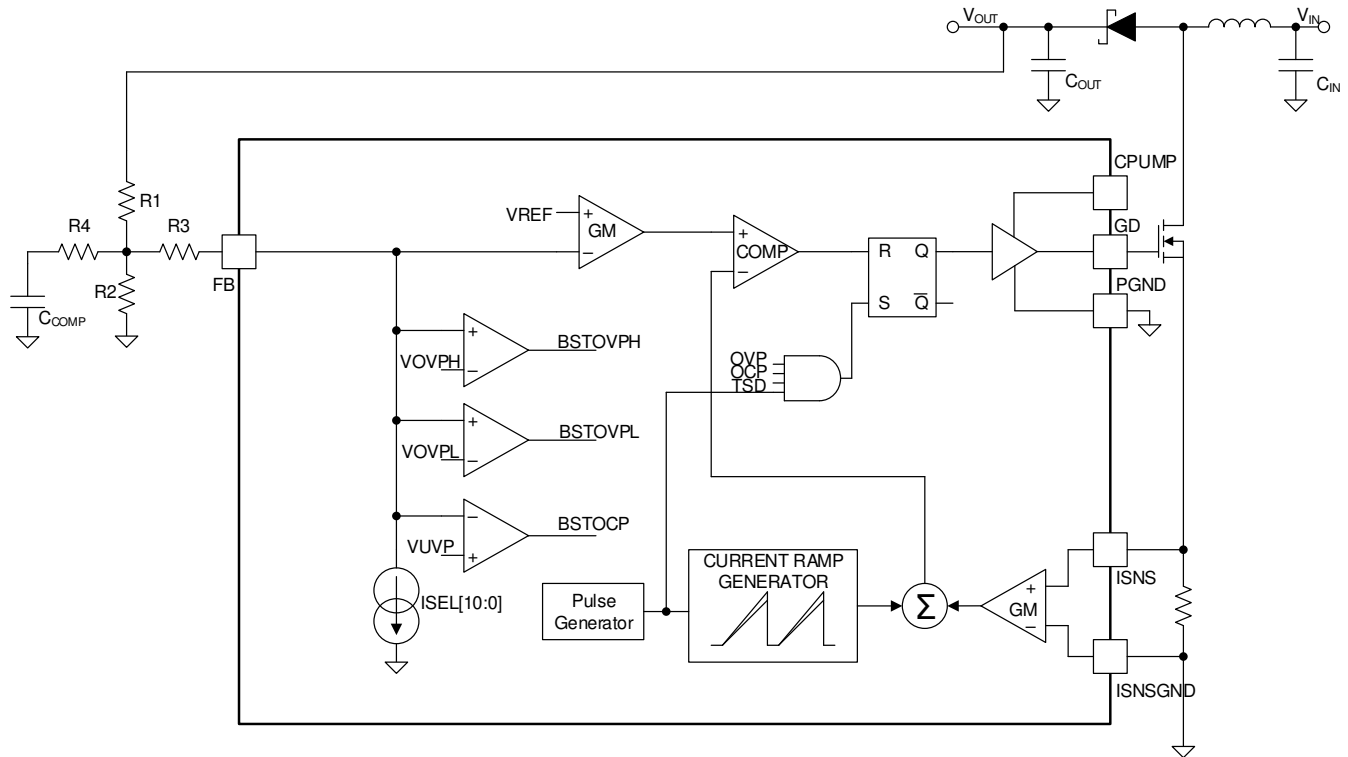 VOUT
VIN
COUT
CIN
CPUMP
R1
R4
R3
VREF
+
GM
−
+
COMP
−
R Q
S Q
GD
FB
R2
PGND
CCOMP
+
VOVPH
−
BSTOVPH
OVP
OCP
TSD
+
VOVPL
−
BSTOVPL
−
VUVP
+
BSTOCP
ISEL[10:0]
Pulse
Generator
CURRENT RAMP
GENERATOR
Σ
+
GM
−
ISNS
ISNSGND